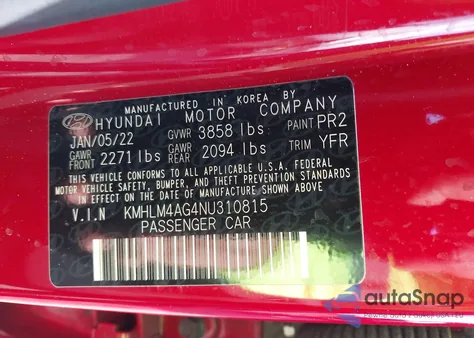 MANUFACTURED IN KOREA BY
HYUNDAI MOTOR COMPANY
JAN/05/22 GVWR 3858 lbs PAINT PR2
GAWR FRONT 2271 lbs GAWR REAR 2094 lbs TRIM YFR
THIS VEHICLE CONFORMS TO ALL APPLICABLE U.S.A. FEDERAL
MOTOR VEHICLE SAFETY, BUMPER, AND THEFT PREVENTION STANDARDS
IN EFFECT ON THE DATE OF MANUFACTURE SHOWN ABOVE.
V.I.N KMHLM4AG4NU310815
PASSENGER CAR
autoSnap